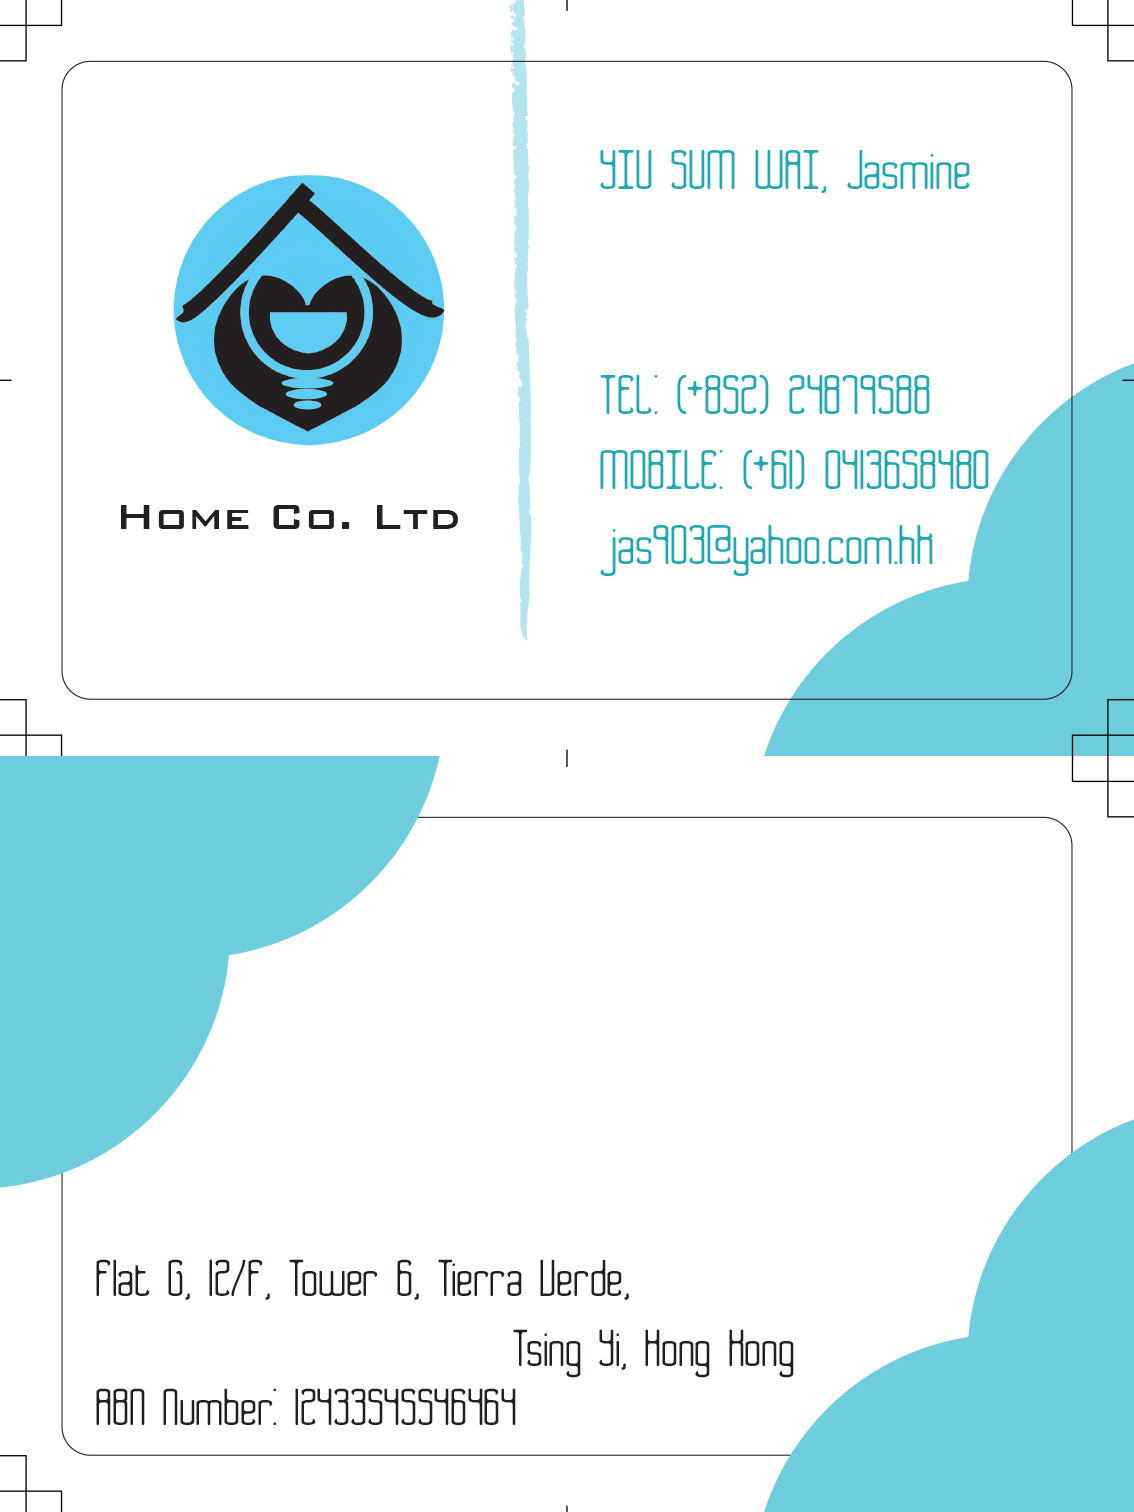 YIU SUM WAI, Jasmine
TEL: (+852) 24879588
MOBILE: (+61) 0413658480
jas903@yahoo.com.hk
HOME CO. LTD
Flat G, 12/F, Tower 6, Tierra Verde,
Tsing Yi, Hong Kong
ABN Number: 12433545546464